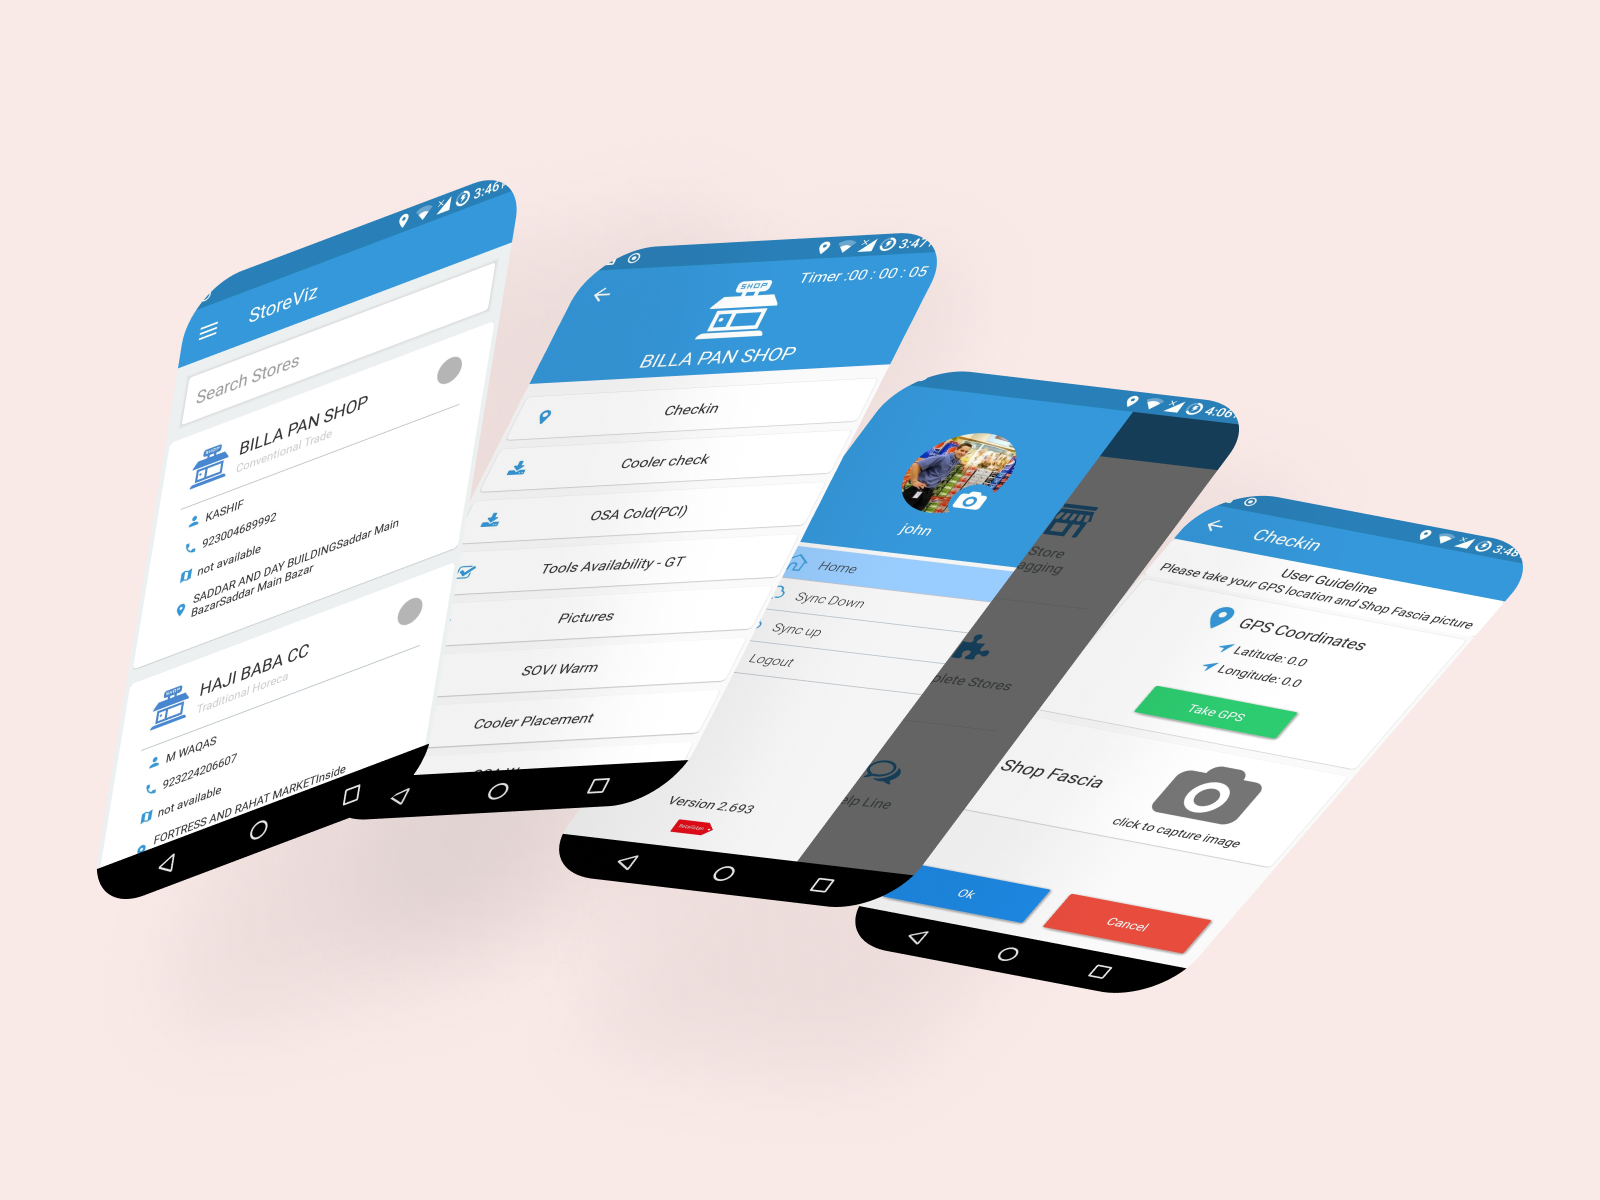 3:46
StoreViz
Search Stores
SHOP
BILLA PAN SHOP
Conventional Trade
KASHIF
923004689992
not available
SADDAR AND DAY BUILDINGSaddar Main
BazarSaddar Main Bazar
SHOP
HAJI BABA CC
Traditional Horeca
M WAQAS
923224206607
not available
FORTRESS AND RAHAT MARKETInside
3:47
Timer :00 : 00 : 05
SHOP
BILLA PAN SHOP
Checkin
Cooler check
OSA Cold(PCI)
Tools Availability - GT
Pictures
SOVI Warm
Cooler Placement
4:06
john
Home
Sync Down
Sync up
Logout
Store
agging
plete Stores
elp Line
Version 2.693
3:48
Checkin
User Guideline
Please take your GPS location and Shop Fascia picture
GPS Coordinates
Latitude: 0.0
Longitude: 0.0
Take GPS
Shop Fascia
click to capture image
Ok
Cancel